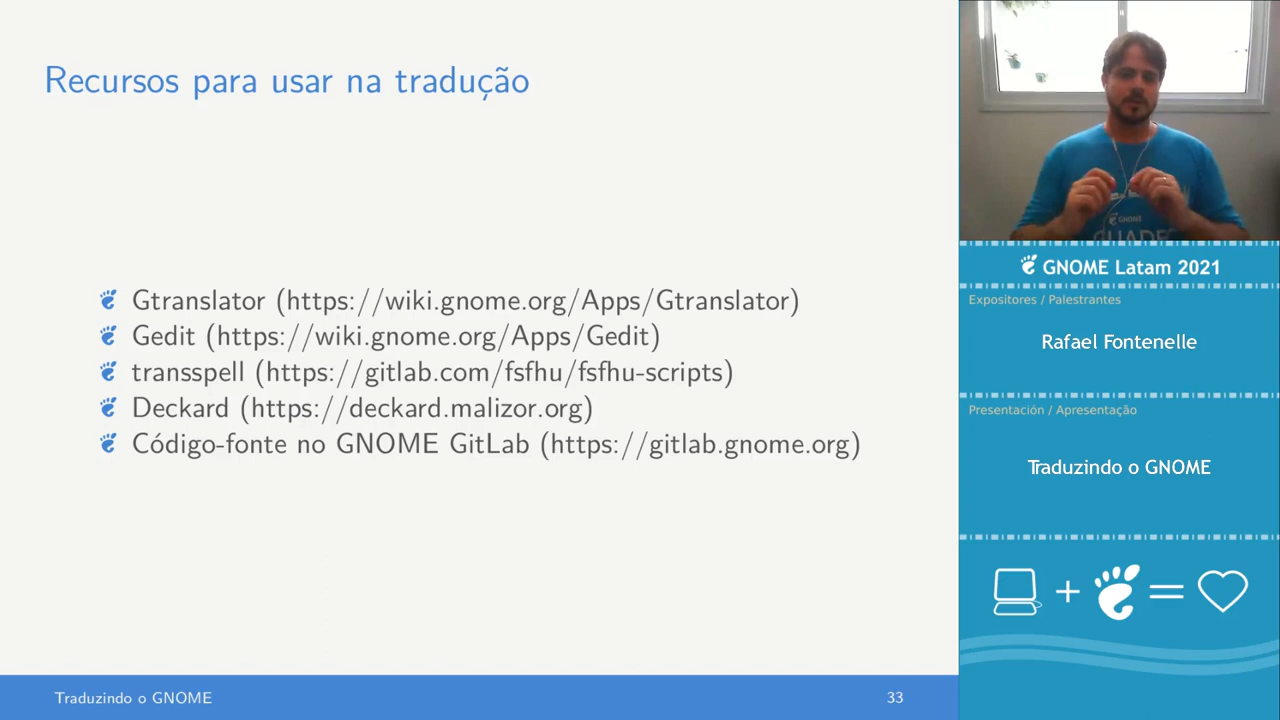 Recursos para usar na tradução
Gtranslator (https://wiki.gnome.org/Apps/Gtranslator)
Gedit (https://wiki.gnome.org/Apps/Gedit)
transspell (https://gitlab.com/fsfhu/fsfhu-scripts)
Deckard (https://deckard.malizor.org)
Código-fonte no GNOME GitLab (https://gitlab.gnome.org)
Traduzindo o GNOME
33
GNOME
GNOME Latam 2021
Expositores / Palestrantes
Rafael Fontenelle
Presentación / Apresentação
Traduzindo o GNOME